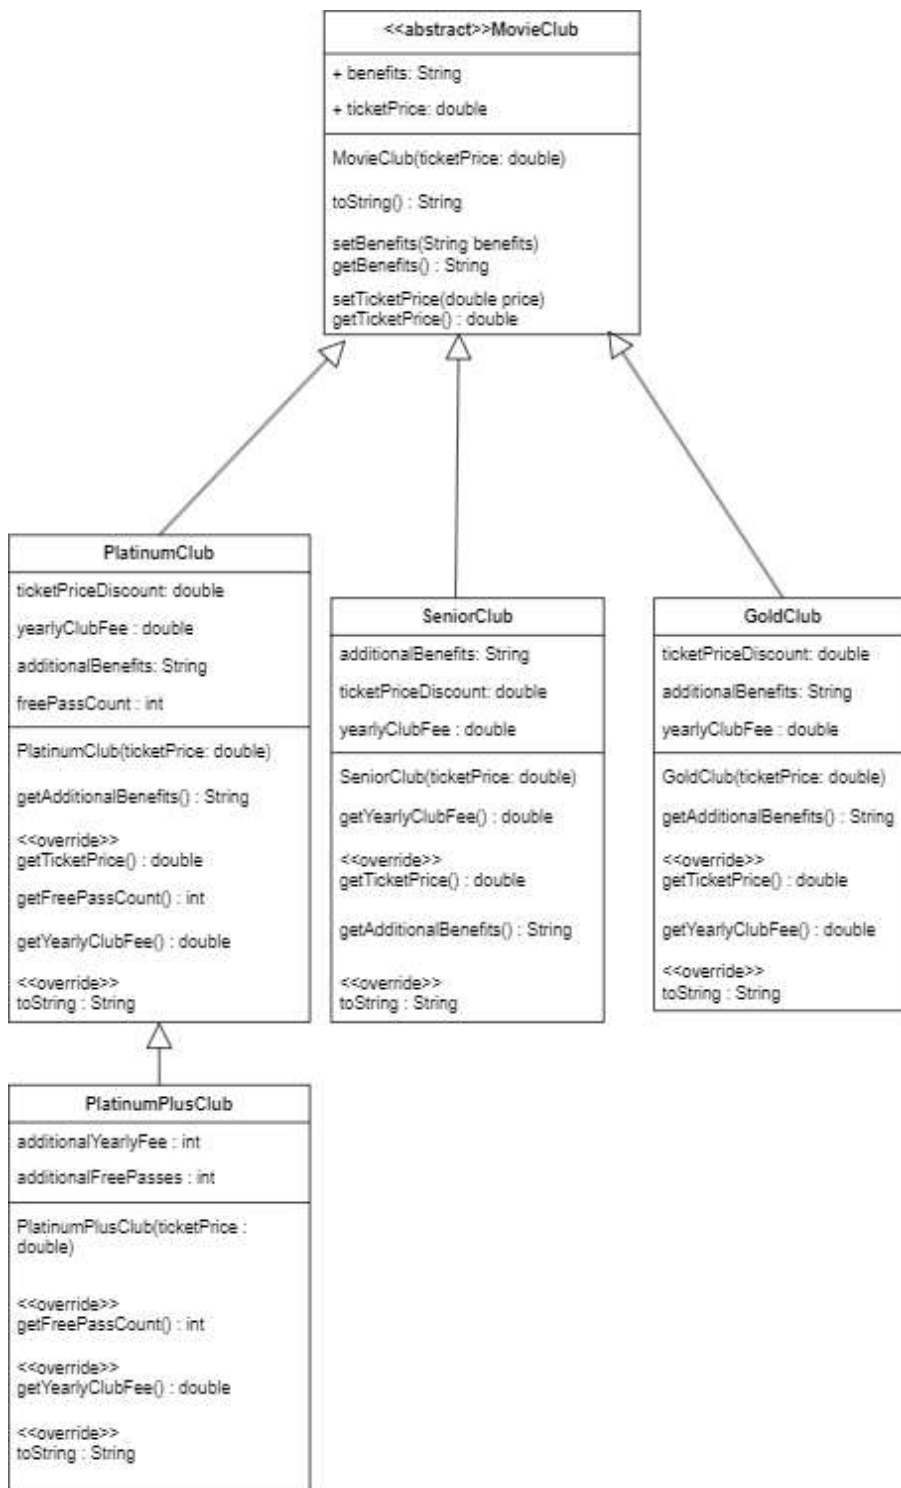 <<abstract>>MovieClub
+ benefits: String
+ ticketPrice: double
MovieClub(ticketPrice: double)
toString() : String
setBenefits(String benefits)
getBenefits() : String
setTicketPrice(double price)
getTicketPrice() : double
PlatinumClub
ticketPriceDiscount: double
yearlyClubFee : double
additionalBenefits: String
freePassCount : int
PlatinumClub(ticketPrice: double)
getAdditionalBenefits() : String
<<override>>
getTicketPrice() : double
getFreePassCount() : int
getYearlyClubFee() : double
<<override>>
toString : String
SeniorClub
additionalBenefits: String
ticketPriceDiscount: double
yearlyClubFee : double
SeniorClub(ticketPrice: double)
getYearlyClubFee() : double
<<override>>
getTicketPrice() : double
getAdditionalBenefits() : String
<<override>>
toString : String
GoldClub
ticketPriceDiscount: double
additionalBenefits: String
yearlyClubFee : double
GoldClub(ticketPrice: double)
getAdditionalBenefits() : String
<<override>>
getTicketPrice() : double
getYearlyClubFee() : double
<<override>>
toString : String
PlatinumPlusClub
additionalYearlyFee : int
additionalFreePasses : int
PlatinumPlusClub(ticketPrice :
double)
<<override>>
getFreePassCount() : int
<<override>>
getYearlyClubFee() : double
<<override>>
toString : String